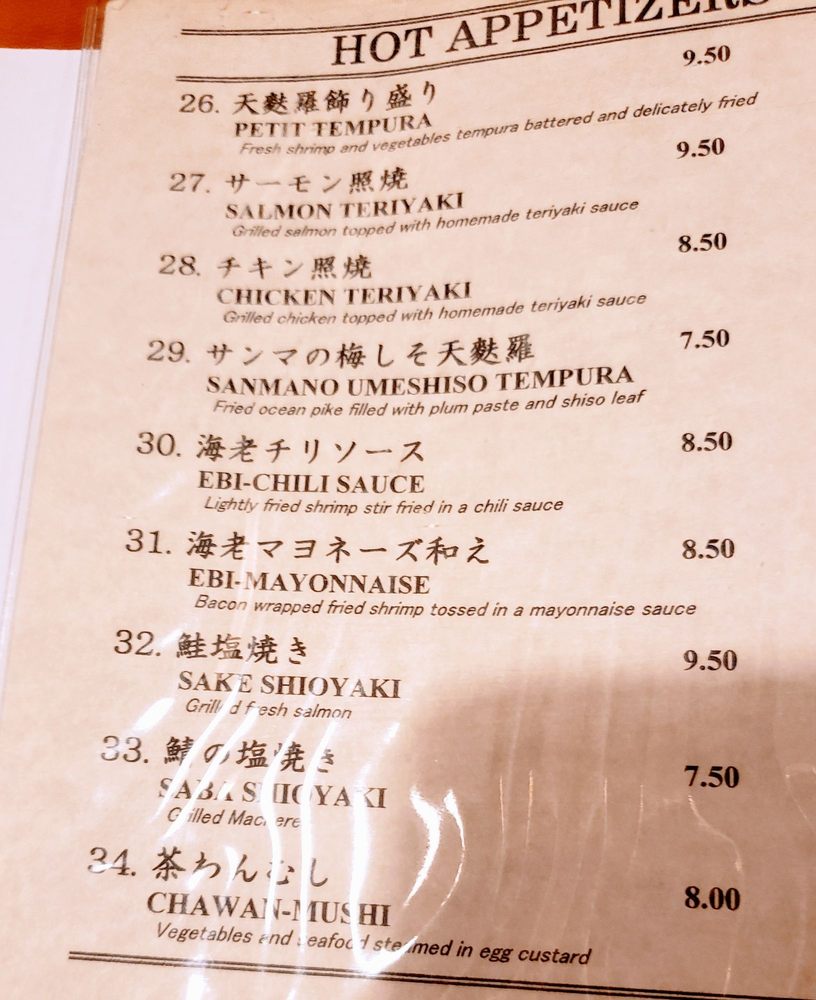 HOT APPETIZERS
26. 天麩羅飾り盛り 9.50
PETIT TEMPURA
Fresh shrimp and vegetables tempura battered and delicately fried
27. サーモン照焼 9.50
SALMON TERIYAKI
Grilled salmon topped with homemade teriyaki sauce
28. チキン照焼 8.50
CHICKEN TERIYAKI
Grilled chicken topped with homemade teriyaki sauce
29. サンマの梅しそ天麩羅 7.50
SANMANO UMESHISO TEMPURA
Fried ocean pike filled with plum paste and shiso leaf
30. 海老チリソース 8.50
EBI-CHILI SAUCE
Lightly fried shrimp stir fried in a chili sauce
31. 海老マヨネーズ和え 8.50
EBI-MAYONNAISE
Bacon wrapped fried shrimp tossed in a mayonnaise sauce
32. 鮭塩焼き 9.50
SAKE SHIOYAKI
Grilled fresh salmon
33. 鯖の塩焼き 7.50
SABA SHIOYAKI
Grilled Mackerel
34. 茶わんむし 8.00
CHAWAN-MUSHI
Vegetables and seafood steamed in egg custard